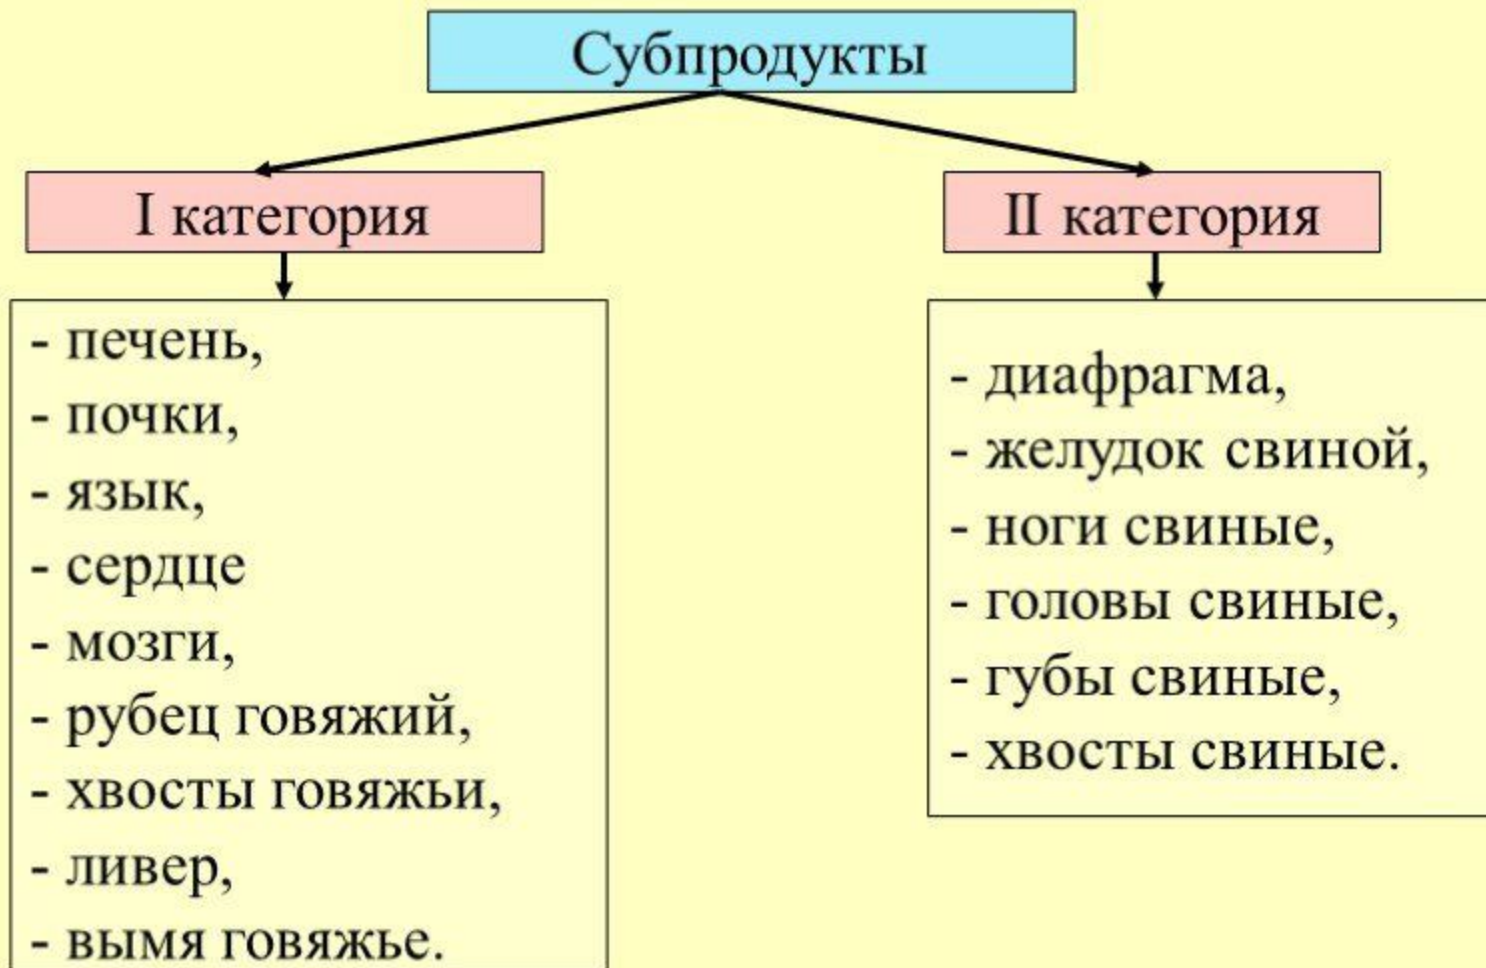 Субпродукты
I категория
- печень,
- почки,
- язык,
- сердце
- мозги,
- рубец говяжий,
- хвосты говяжьи,
- ливер,
- вымя говяжье.
II категория
- диафрагма,
- желудок свиной,
- ноги свиные,
- головы свиные,
- губы свиные,
- хвосты свиные.